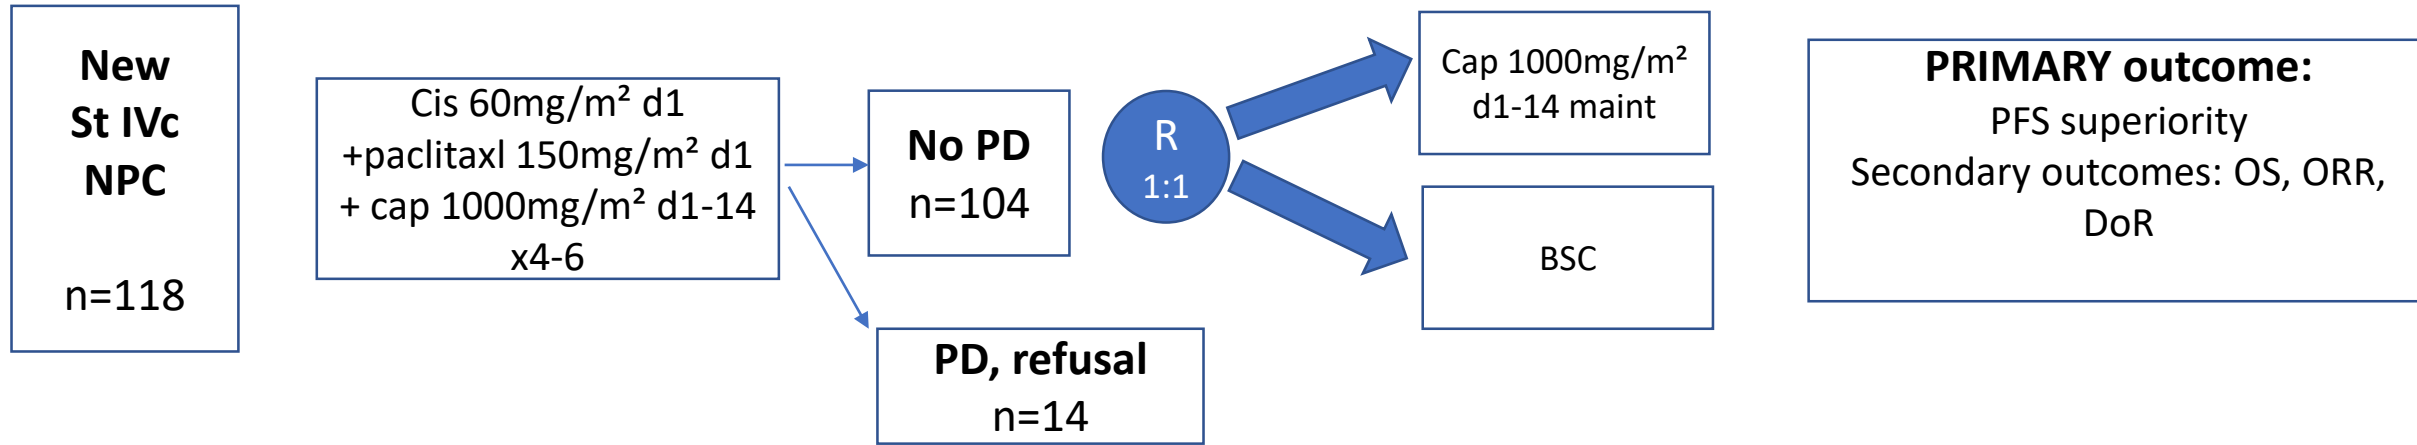 New
St IVc
NPC
n=118
Cis 60mg/m² d1
+paclitaxl 150mg/m² d1
+ cap 1000mg/m² d1-14
x4-6
No PD
n=104
PD, refusal
n=14
R
1:1
Cap 1000mg/m²
d1-14 maint
BSC
PRIMARY outcome:
PFS superiority
Secondary outcomes: OS, ORR,
DoR